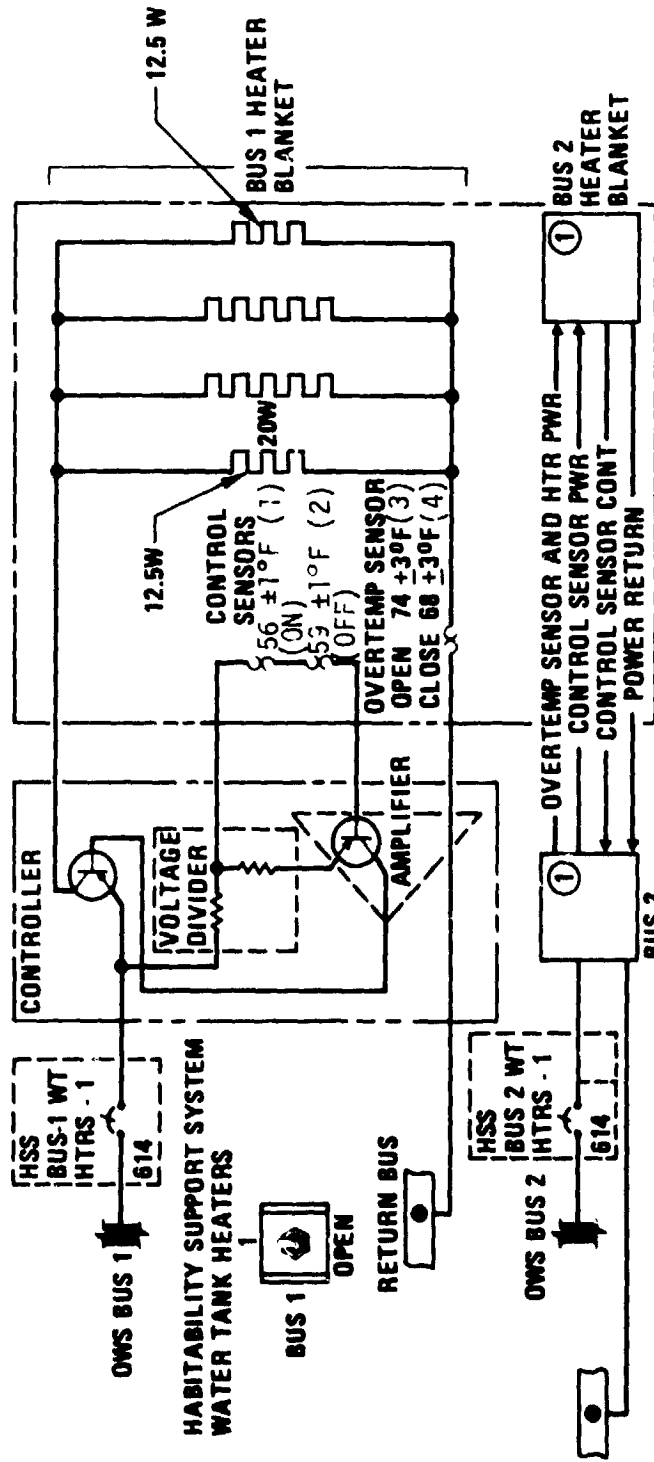 OWS BUS 1
HSS
BUS-1 WT
HTRS - 1
614
CONTROLLER
VOLTAGE
DIVIDER
AMPLIFIER
12.5W
20W
12.5 W
BUS 1 HEATER
BLANKET
CONTROL
SENSORS
56 ±1°F (1)
(ON)
59 ±1°F (2)
(OFF)
OVERTEMP SENSOR
OPEN 74 ±3°F(3)
CLOSE 68 ±3°F(4)
HABITABILITY SUPPORT SYSTEM
WATER TANK HEATERS
1
BUS 1
OPEN
RETURN BUS
OWS BUS 2
HSS
BUS 2 WT
HTRS - 1
614
1
OVERTEMP SENSOR AND HTR PWR
CONTROL SENSOR PWR
CONTROL SENSOR CONT
POWER RETURN
1
BUS 2
HEATER
BLANKET